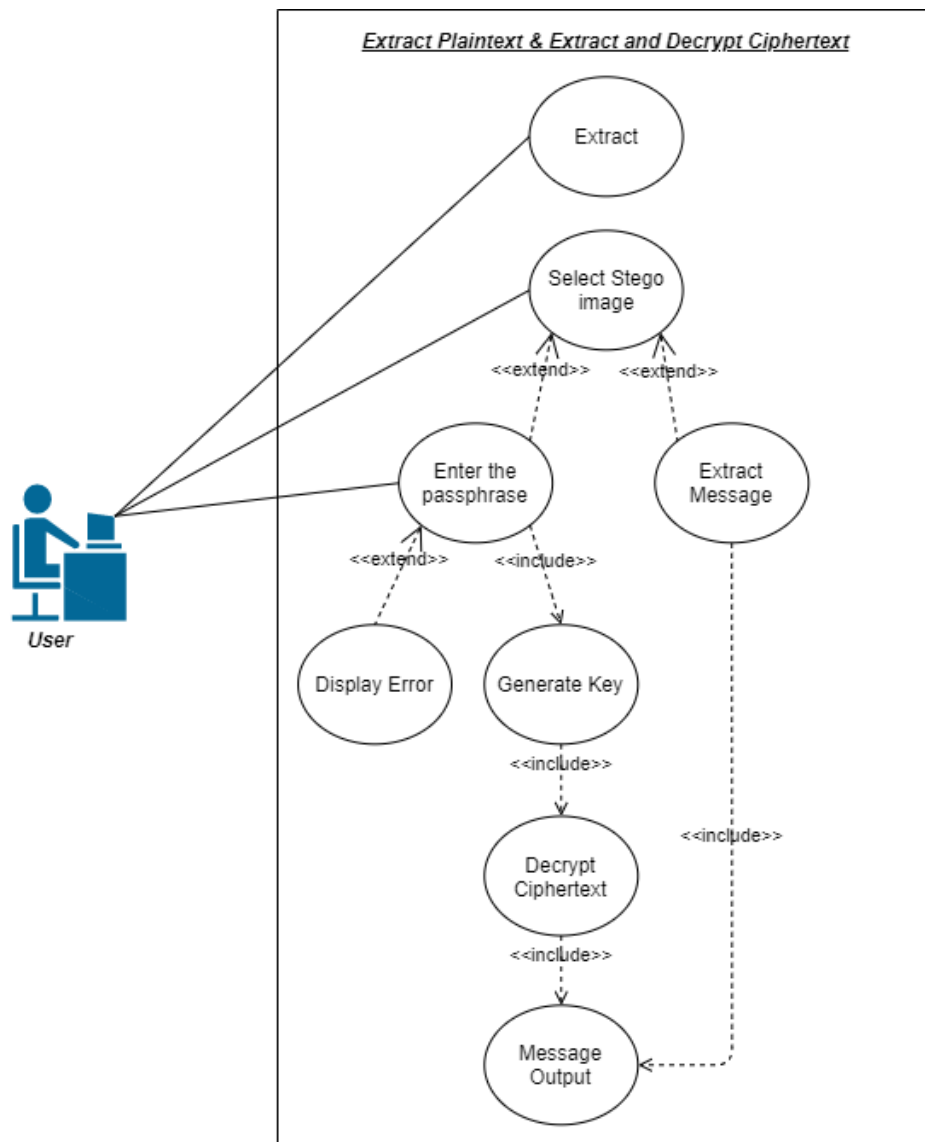 Extract Plaintext & Extract and Decrypt Ciphertext
Extract
Select Stego
image
<<extend>>
<<extend>>
Enter the
passphrase
Extract
Message
<<extend>>
<<include>>
User
Display Error
Generate Key
<<include>>
<<include>>
Decrypt
Ciphertext
<<include>>
Message
Output